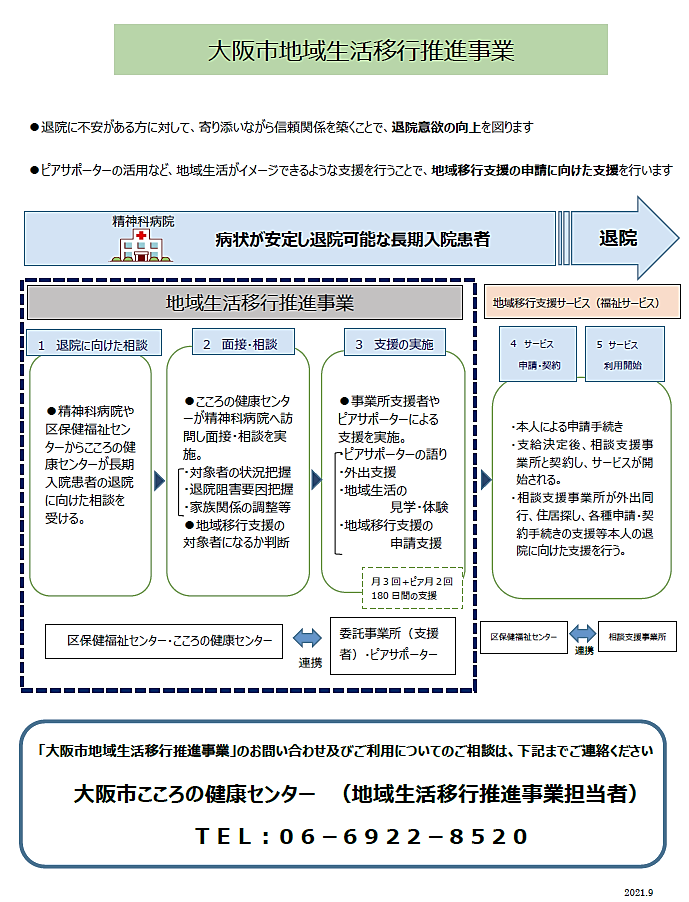 大阪市地域生活移行推進事業
●退院に不安がある方に対して、寄り添いながら信頼関係を築くことで、退院意欲の向上を図ります
●ピアサポーターの活用など、地域生活がイメージできるような支援を行うことで、地域移行支援の申請に向けた支援を行います
精神科病院
病状が安定し退院可能な長期入院患者
退院
地域生活移行推進事業
地域移行支援サービス（福祉サービス）
1 退院に向けた相談
●精神科病院や
区保健福祉セン
ターからこころの健
康センターが長期
入院患者の退院
に向けた相談を
受ける。
2 面接・相談
●こころの健康センタ
ーが精神科病院へ訪
問し面接・相談を実
施。
・対象者の状況把握
・退院阻害要因把握
・家族関係の調整等
●地域移行支援の
対象者になるか判断
3 支援の実施
●事業所支援者や
ピアサポーターによる
支援を実施。
・ピアサポーターの語り
・外出支援
・地域生活の
見学・体験
・地域移行支援の
申請支援
月３回＋ピア月２回
180日間の支援
4 サービス
申請・契約
5 サービス
利用開始
・本人による申請手続き
・支給決定後、相談支援事
業所と契約し、サービスが開
始される。
・相談支援事業所が外出同
行、住居探し、各種申請・契
約手続きの支援等本人の退
院に向けた支援を行う。
区保健福祉センター・こころの健康センター
連携
委託事業所（支援
者）・ピアサポーター
区保健福祉センター
連携
相談支援事業所
「大阪市地域生活移行推進事業」のお問い合わせ及びご利用についてのご相談は、下記までご連絡ください
大阪市こころの健康センター （地域生活移行推進事業担当者）
ＴＥＬ：０６－６９２２－８５２０
2021.9